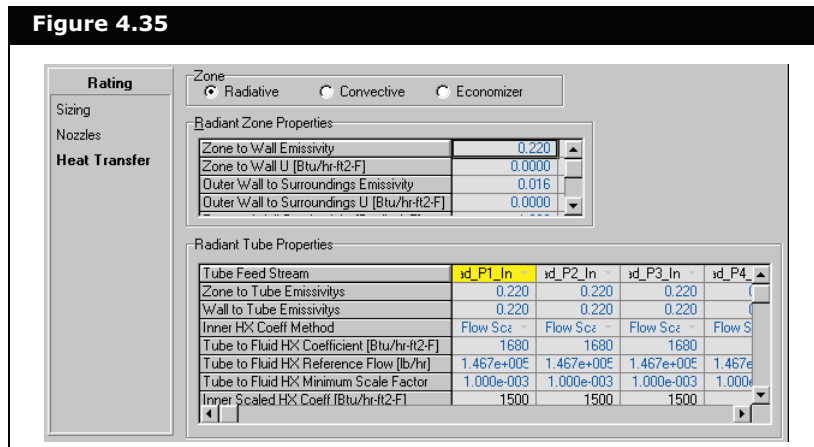 Figure 4.35
Rating
Sizing
Nozzles
Heat Transfer
Zone
Radiative Convective Economizer
Radiant Zone Properties
Zone to Wall Emissivity 0.220
Zone to Wall U [Btu/hr-ft2-F] 0.0000
Outer Wall to Surroundings Emissivity 0.016
Outer Wall to Surroundings U [Btu/hr-ft2-F] 0.0000
Radiant Tube Properties
Tube Feed Stream d_P1_In d_P2_In d_P3_In d_P4_
Zone to Tube Emissivitys 0.220 0.220 0.220
Wall to Tube Emissivitys 0.220 0.220 0.220
Inner HX Coeff Method Flow Sca Flow Sca Flow Sca Flow S
Tube to Fluid HX Coefficient [Btu/hr-ft2-F] 1680 1680 1680
Tube to Fluid HX Reference Flow [lb/hr] 1.467e+005 1.467e+005 1.467e+005 1.467e
Tube to Fluid HX Minimum Scale Factor 1.000e-003 1.000e-003 1.000e-003 1.000
Inner Scaled HX Coeff [Btu/hr-ft2-F] 1500 1500 1500